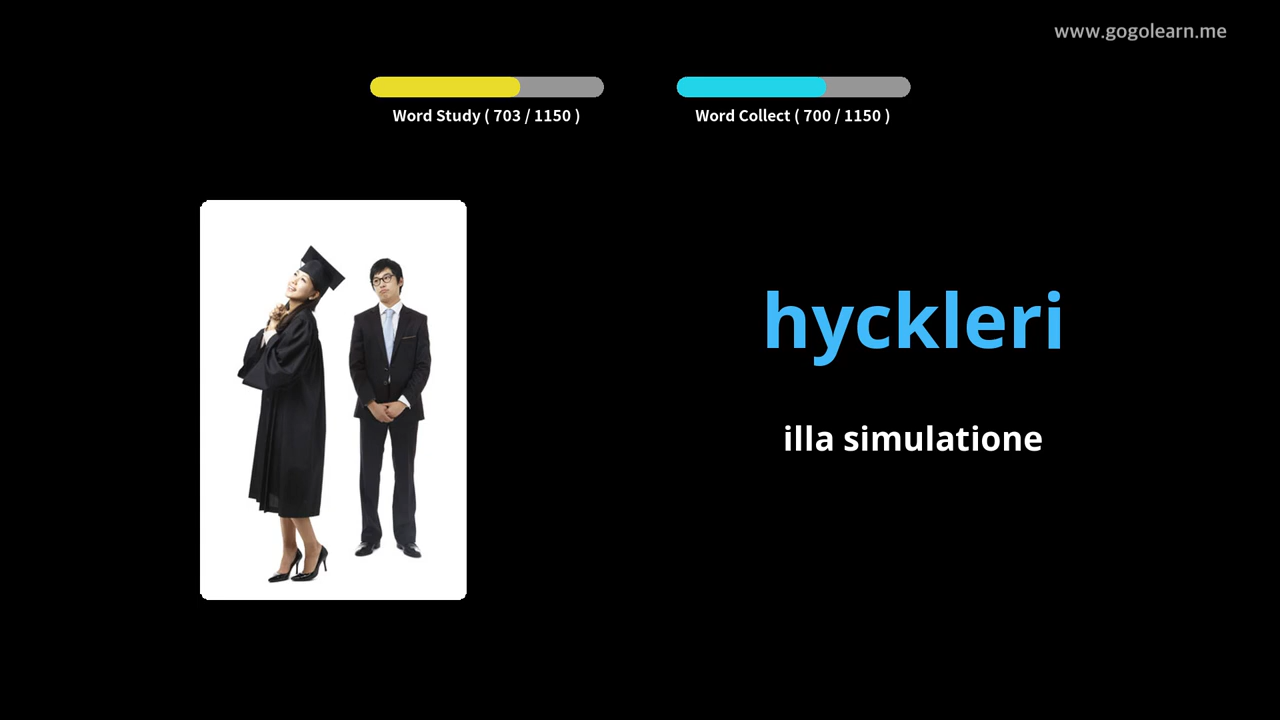 www.gogolearn.me
Word Study ( 703 / 1150 )
Word Collect ( 700 / 1150 )
hyckleri
illa simulatione